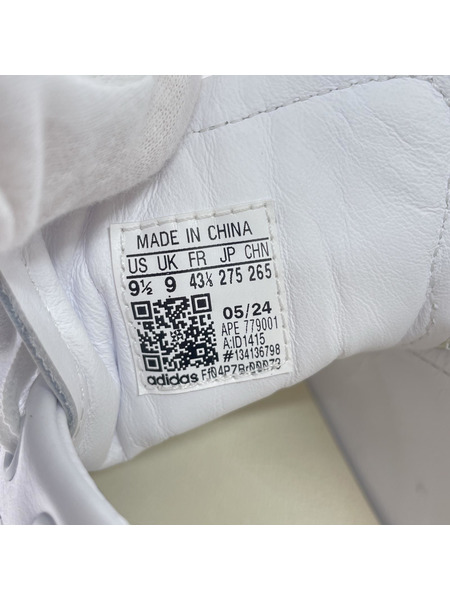 MADE IN CHINA
US UK FR JP CHN
9½ 9 43⅓ 275 265
05/24
APE 779001
A:ID1415
#134136798
adidas